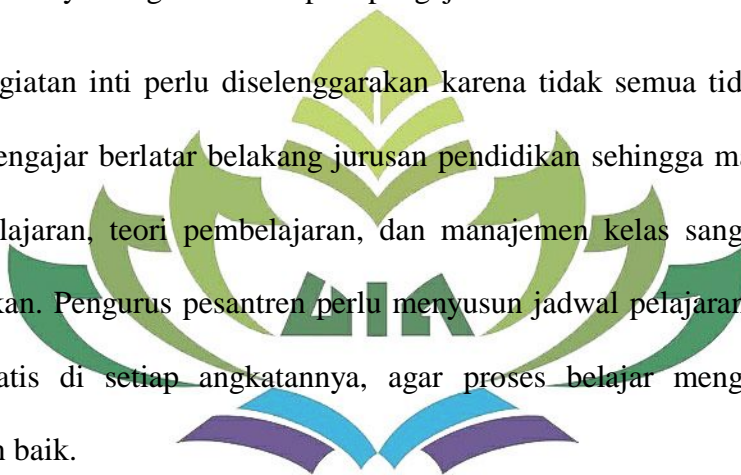 giatan inti perlu diselenggarakan karena tidak semua tid
engajar berlatar belakang jurusan pendidikan sehingga ma
lajaran, teori pembelajaran, dan manajemen kelas sang
kan. Pengurus pesantren perlu menyusun jadwal pelajaran
atis di setiap angkatannya, agar proses belajar meng
n baik.